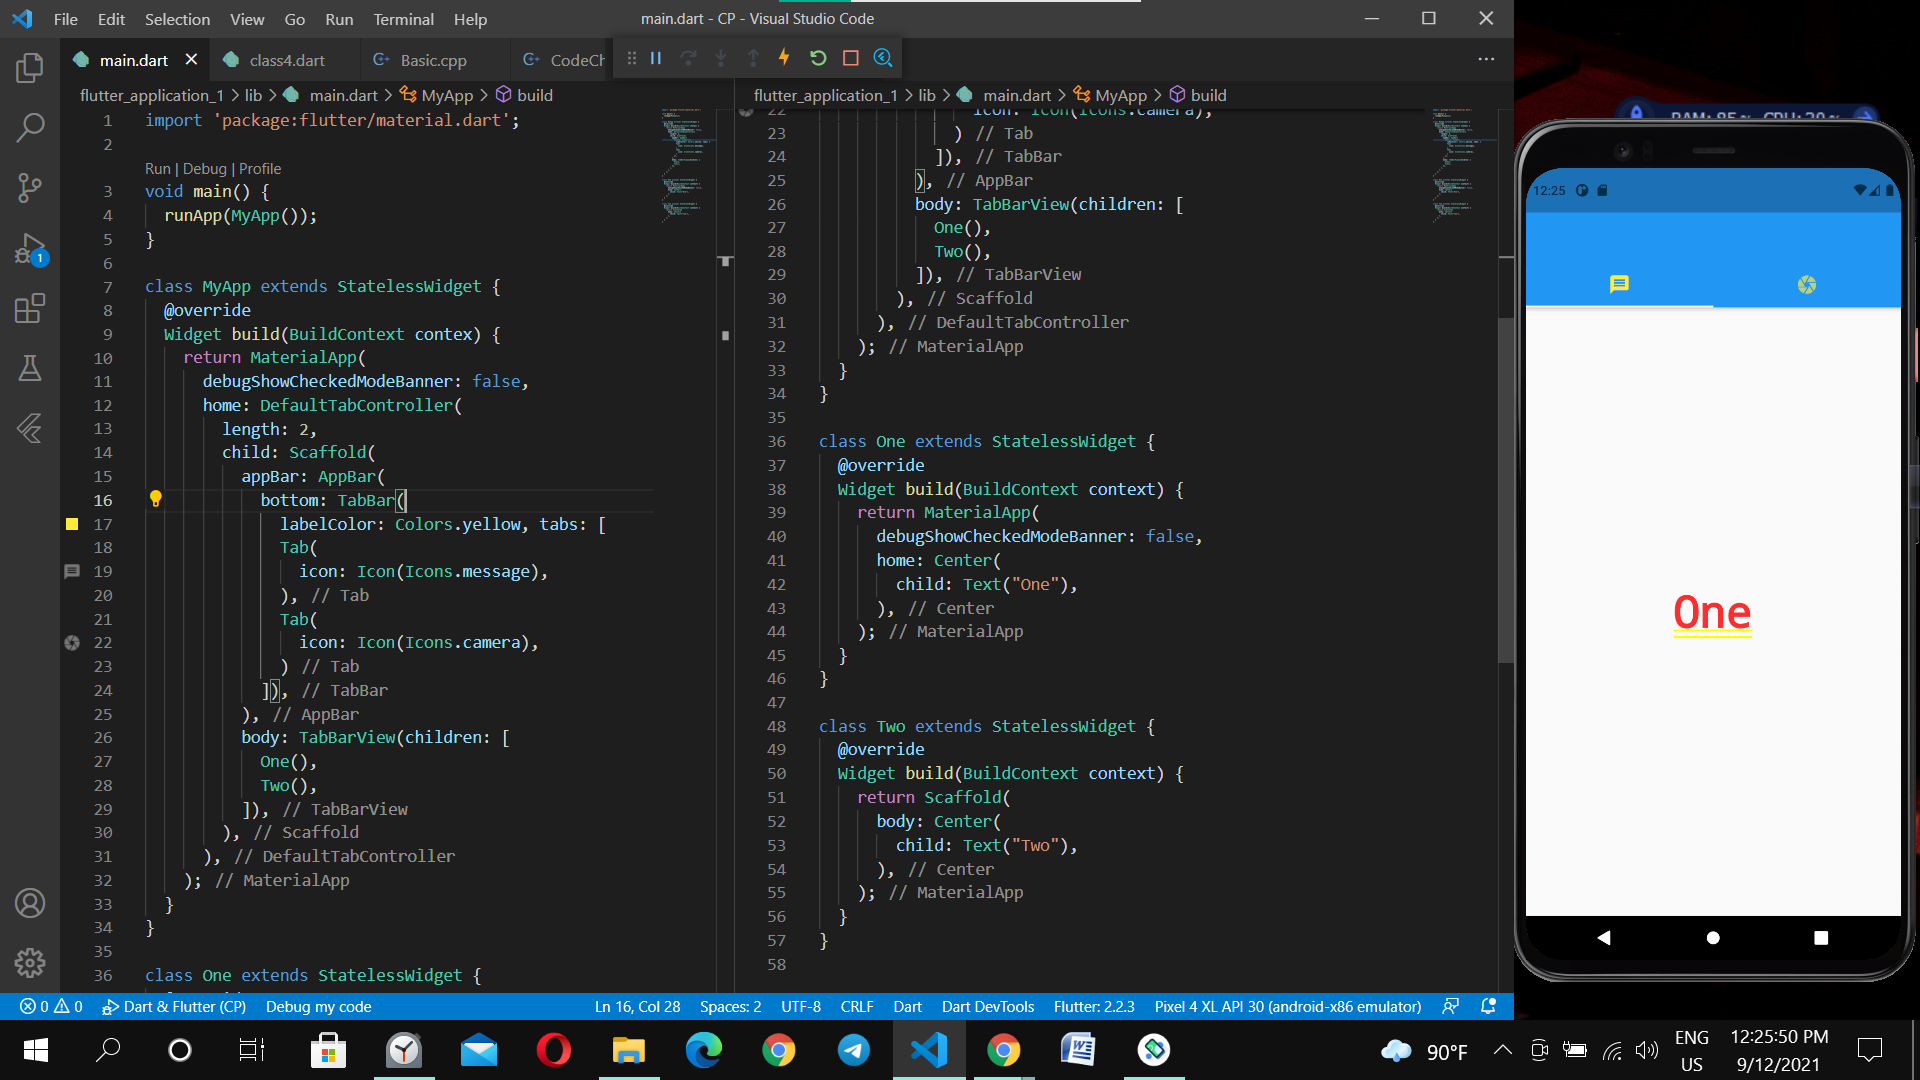 File Edit Selection View Go Run Terminal Help
main.dart - CP - Visual Studio Code
main.dart
class4.dart
Basic.cpp
CodeCh
flutter_application_1 > lib > main.dart > MyApp > build
1 import 'package:flutter/material.dart';
2
Run | Debug | Profile
3 void main() {
4 runApp(MyApp());
5 }
6
7 class MyApp extends StatelessWidget {
8 @override
9 Widget build(BuildContext contex) {
10 return MaterialApp(
11 debugShowCheckedModeBanner: false,
12 home: DefaultTabController(
13 length: 2,
14 child: Scaffold(
15 appBar: AppBar(
16 bottom: TabBar(
17 labelColor: Colors.yellow, tabs: [
18 Tab(
19 icon: Icon(Icons.message),
20 ), // Tab
21 Tab(
22 icon: Icon(Icons.camera),
23 ) // Tab
24 ]), // TabBar
25 ), // AppBar
26 body: TabBarView(children: [
27 One(),
28 Two(),
29 ]), // TabBarView
30 ), // Scaffold
31 ), // DefaultTabController
32 ); // MaterialApp
33 }
34 }
35
36 class One extends StatelessWidget {
flutter_application_1 > lib > main.dart > MyApp > build
22 icon: Icon(Icons.camera),
23 ) // Tab
24 ]), // TabBar
25 ), // AppBar
26 body: TabBarView(children: [
27 One(),
28 Two(),
29 ]), // TabBarView
30 ), // Scaffold
31 ), // DefaultTabController
32 ); // MaterialApp
33 }
34 }
35
36 class One extends StatelessWidget {
37 @override
38 Widget build(BuildContext context) {
39 return MaterialApp(
40 debugShowCheckedModeBanner: false,
41 home: Center(
42 child: Text("One"),
43 ), // Center
44 ); // MaterialApp
45 }
46 }
47
48 class Two extends StatelessWidget {
49 @override
50 Widget build(BuildContext context) {
51 return Scaffold(
52 body: Center(
53 child: Text("Two"),
54 ), // Center
55 ); // MaterialApp
56 }
57 }
58
RAM: 85% CPU: 20%
12:25
One
1
0 0 Dart & Flutter (CP) Debug my code
Ln 16, Col 28 Spaces: 2 UTF-8 CRLF Dart Dart DevTools Flutter: 2.2.3 Pixel 4 XL API 30 (android-x86 emulator)
90°F
ENG
US
12:25:50 PM
9/12/2021